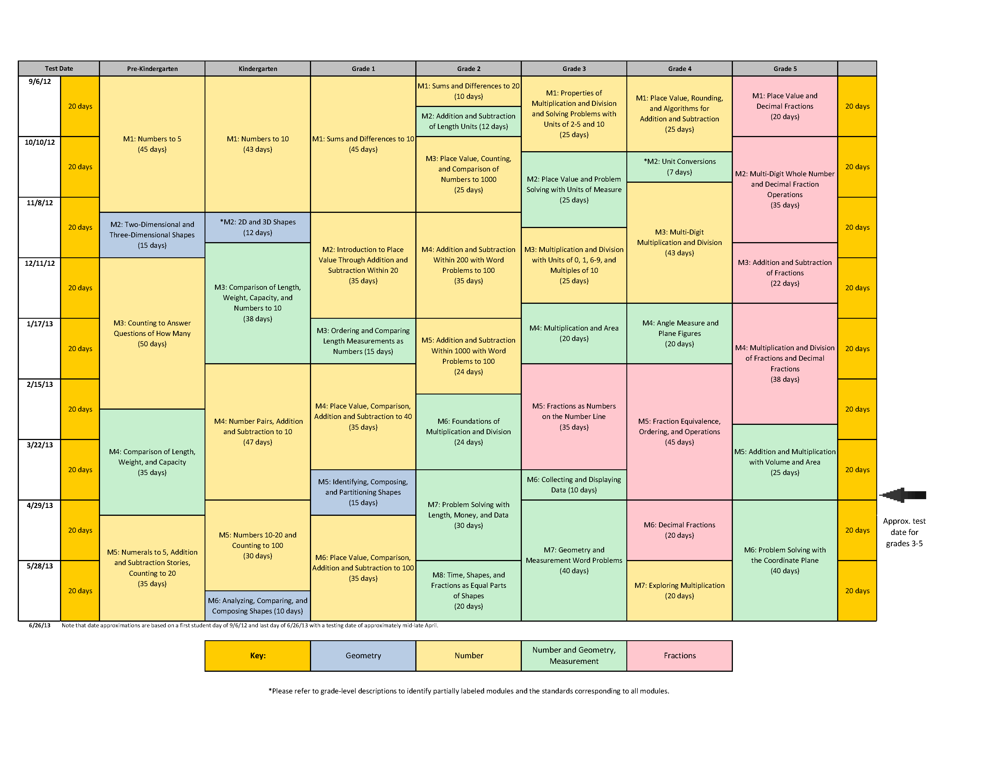 Test Date
Pre-Kindergarten
Kindergarten
Grade 1
Grade 2
Grade 3
Grade 4
Grade 5
9/6/12
10/10/12
11/8/12
12/11/12
1/17/13
2/15/13
3/22/13
4/29/13
5/28/13
20 days
20 days
20 days
20 days
20 days
20 days
20 days
20 days
20 days
M1: Numbers to 5
(45 days)
M2: Two-Dimensional and
Three-Dimensional Shapes
(15 days)
M3: Counting to Answer
Questions of How Many
(50 days)
M4: Comparison of Length,
Weight, and Capacity
(35 days)
M5: Numerals to 5, Addition
and Subtraction Stories,
Counting to 20
(35 days)
M1: Numbers to 10
(43 days)
*M2: 2D and 3D Shapes
(12 days)
M3: Comparison of Length,
Weight, Capacity, and
Numbers to 10
(38 days)
M4: Number Pairs, Addition
and Subtraction to 10
(47 days)
M5: Numbers 10-20 and
Counting to 100
(30 days)
M6: Analyzing, Comparing, and
Composing Shapes (10 days)
M1: Sums and Differences to 10
(45 days)
M2: Introduction to Place
Value Through Addition and
Subtraction Within 20
(35 days)
M3: Ordering and Comparing
Length Measurements as
Numbers (15 days)
M4: Place Value, Comparison,
Addition and Subtraction to 40
(35 days)
M5: Identifying, Composing,
and Partitioning Shapes
(15 days)
M6: Place Value, Comparison,
Addition and Subtraction to 100
(35 days)
M1: Sums and Differences to 20
(10 days)
M2: Addition and Subtraction
of Length Units (12 days)
M3: Place Value, Counting,
and Comparison of
Numbers to 1000
(25 days)
M4: Addition and Subtraction
Within 200 with Word
Problems to 100
(35 days)
M5: Addition and Subtraction
Within 1000 with Word
Problems to 100
(24 days)
M6: Foundations of
Multiplication and Division
(24 days)
M7: Problem Solving with
Length, Money, and Data
(30 days)
M8: Time, Shapes, and
Fractions as Equal Parts
of Shapes
(20 days)
M1: Properties of
Multiplication and Division
and Solving Problems with
Units of 2-5 and 10
(25 days)
M2: Place Value and Problem
Solving with Units of Measure
(25 days)
M3: Multiplication and Division
with Units of 0, 1, 6-9, and
Multiples of 10
(25 days)
M4: Multiplication and Area
(20 days)
M5: Fractions as Numbers
on the Number Line
(35 days)
M6: Collecting and Displaying
Data (10 days)
M7: Geometry and
Measurement Word Problems
(40 days)
M1: Place Value, Rounding,
and Algorithms for
Addition and Subtraction
(25 days)
*M2: Unit Conversions
(7 days)
M3: Multi-Digit
Multiplication and Division
(43 days)
M4: Angle Measure and
Plane Figures
(20 days)
M5: Fraction Equivalence,
Ordering, and Operations
(45 days)
M6: Decimal Fractions
(20 days)
M7: Exploring Multiplication
(20 days)
M1: Place Value and
Decimal Fractions
(20 days)
M2: Multi-Digit Whole Number
and Decimal Fraction
Operations
(35 days)
M3: Addition and Subtraction
of Fractions
(22 days)
M4: Multiplication and Division
of Fractions and Decimal
Fractions
(38 days)
M5: Addition and Multiplication
with Volume and Area
(25 days)
M6: Problem Solving with
the Coordinate Plane
(40 days)
20 days
20 days
20 days
20 days
20 days
20 days
20 days
20 days
20 days
Approx. test
date for
grades 3-5
6/26/13 Note that date approximations are based on a first student day of 9/6/12 and last day of 6/26/13 with a testing date of approximately mid-late April.
Key:
Geometry
Number
Number and Geometry,
Measurement
Fractions
*Please refer to grade-level descriptions to identify partially labeled modules and the standards corresponding to all modules.